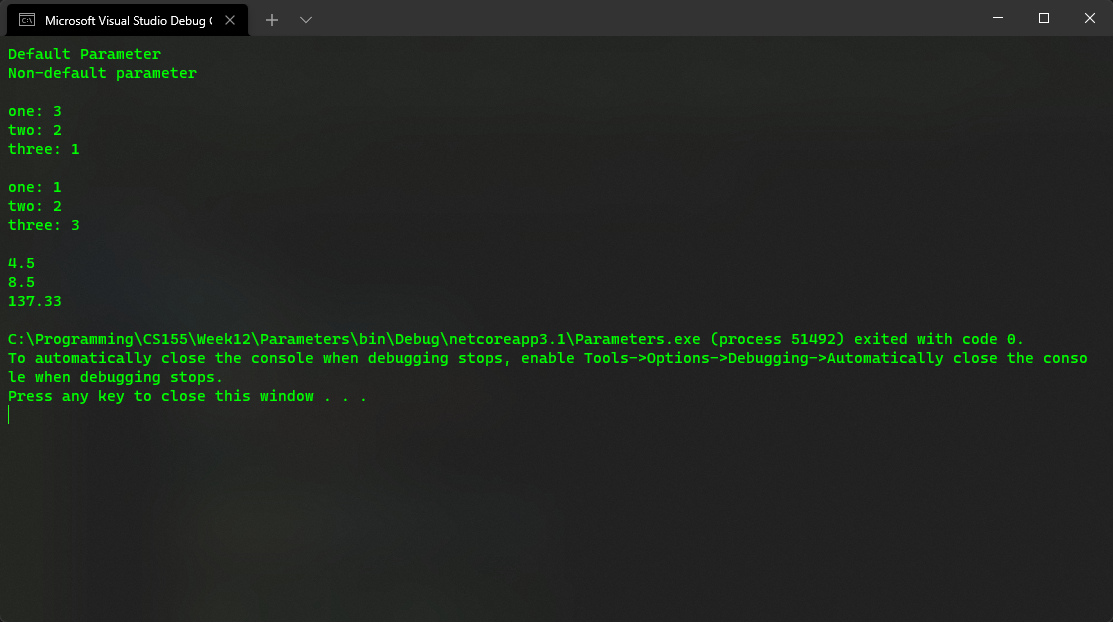 Microsoft Visual Studio Debug
Default Parameter
Non-default parameter
one: 3
two: 2
three: 1
one: 1
two: 2
three: 3
4.5
8.5
137.33
C:\Programming\CS155\Week12\Parameters\bin\Debug\netcoreapp3.1\Parameters.exe (process 51492) exited with code 0.
To automatically close the console when debugging stops, enable Tools->Options->Debugging->Automatically close the conso
le when debugging stops.
Press any key to close this window . . .